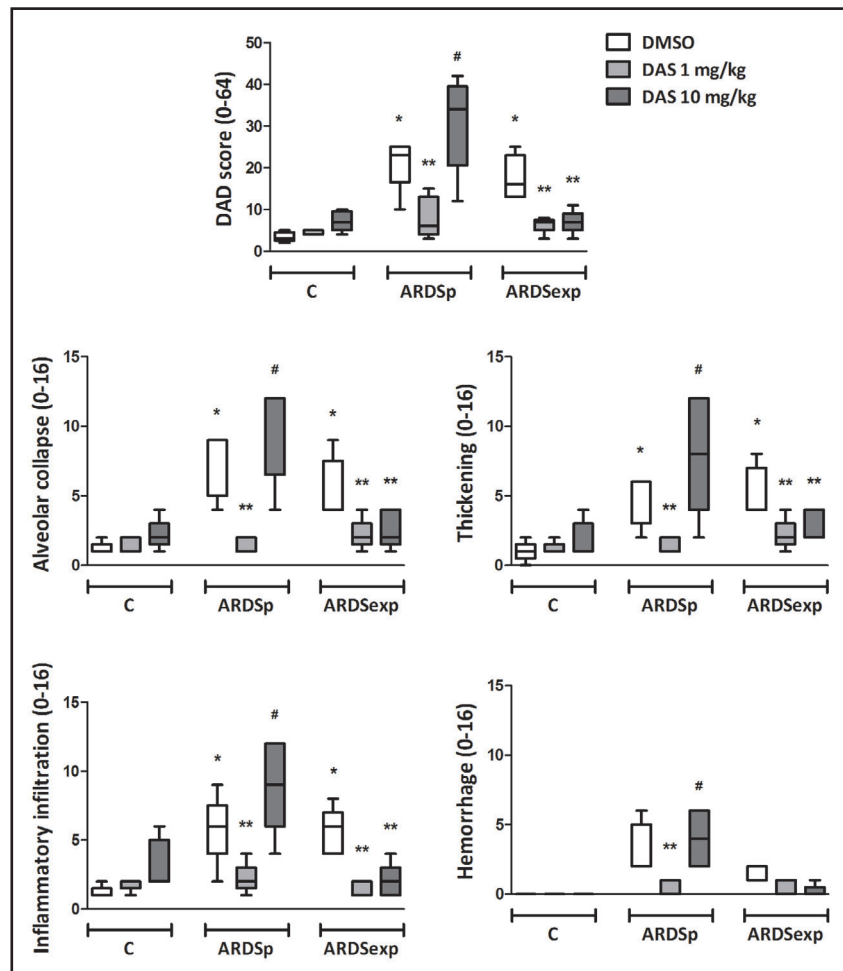 DMSO
DAS 1 mg/kg
DAS 10 mg/kg
DAD score (0-64)
50
40
30
20
10
0
*
**
#
*
**
**
C
ARDSp
ARDSexp
Alveolar collapse (0-16)
15
10
5
0
*
**
#
*
**
**
C
ARDSp
ARDSexp
Thickening (0-16)
15
10
5
0
*
**
#
*
**
**
C
ARDSp
ARDSexp
Inflammatory infiltration (0-16)
15
10
5
0
*
**
#
*
**
**
C
ARDSp
ARDSexp
Hemorrhage (0-16)
15
10
5
0
**
#
C
ARDSp
ARDSexp